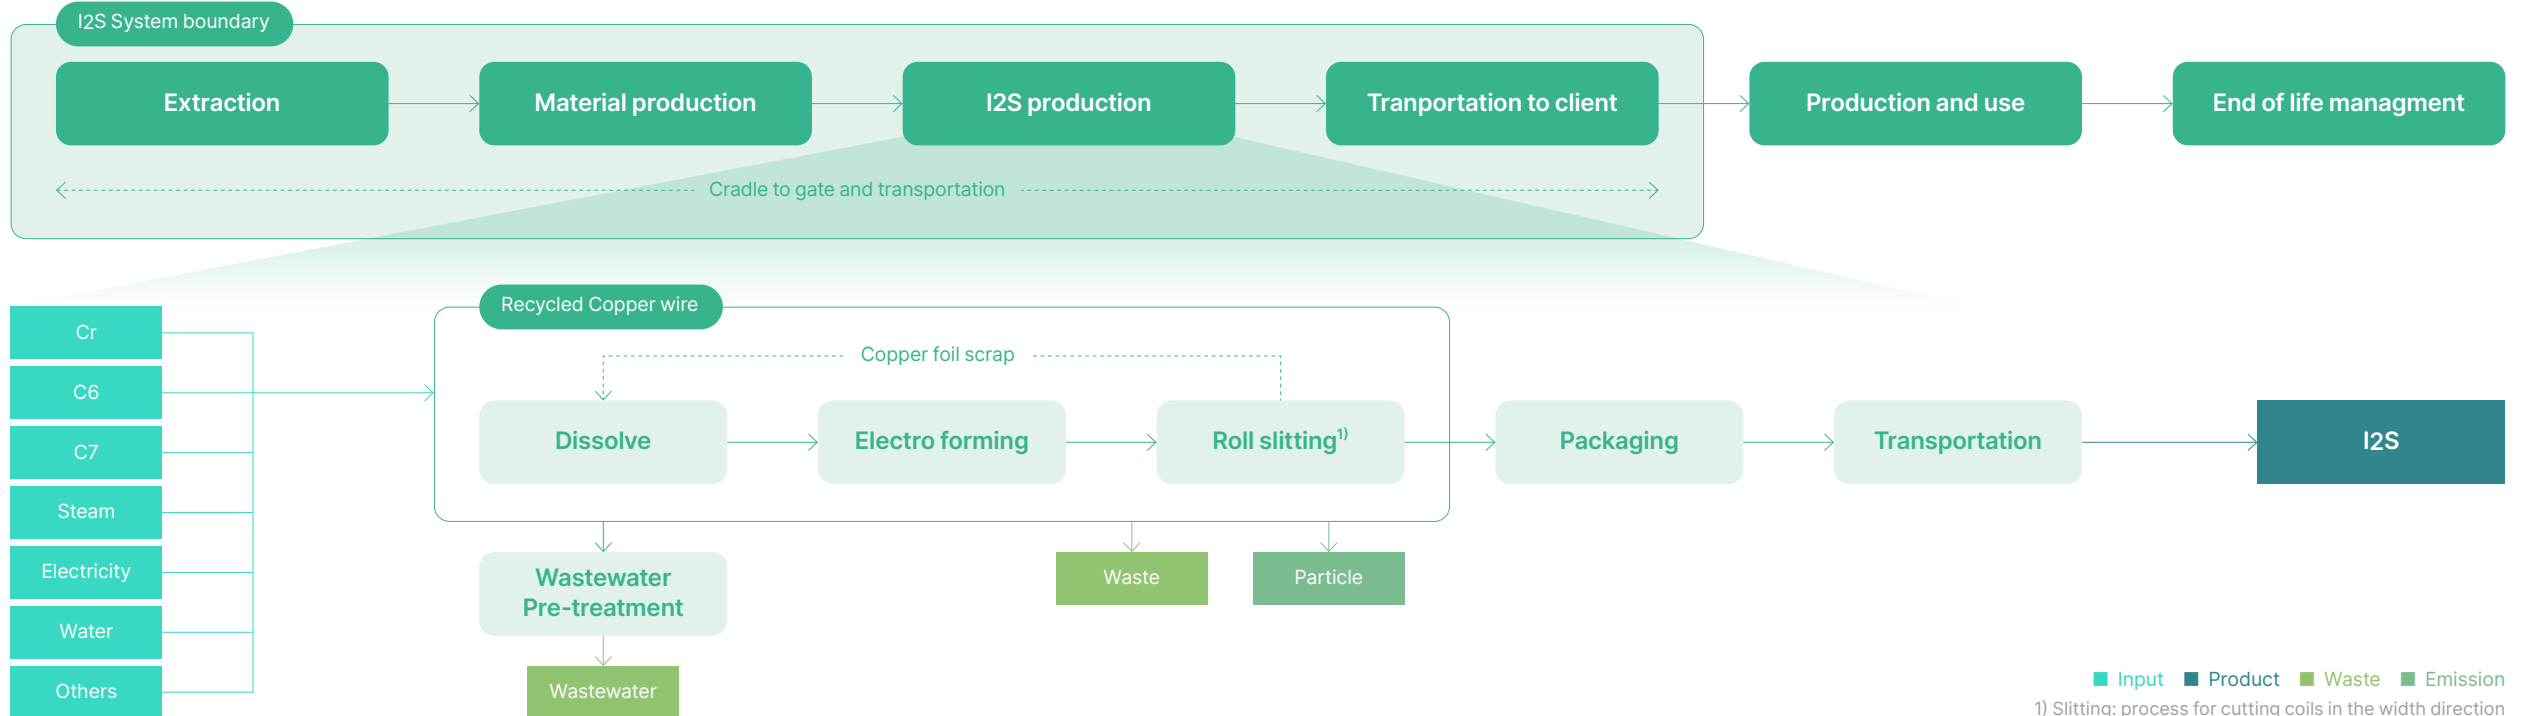 I2S System boundary
Extraction
Material production
I2S production
Tranportation to client
Production and use
End of life managment
Cradle to gate and transportation
Cr
C6
C7
Steam
Electricity
Water
Others
Recycled Copper wire
Copper foil scrap
Dissolve
Electro forming
Roll slitting1)
Packaging
Transportation
I2S
Wastewater
Pre-treatment
Waste
Particle
Wastewater
Input
Product
Waste
Emission
1) Slitting: process for cutting coils in the width direction